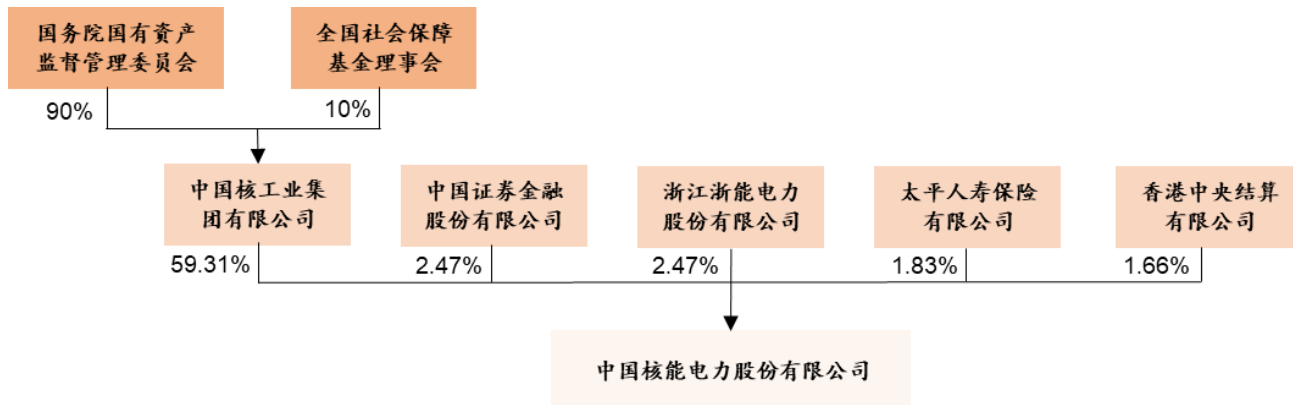 国务院国有资产
监督管理委员会
全国社会保障
基金理事会
90%
10%
中国核工业集
团有限公司
中国证券金融
股份有限公司
浙江浙能电力
股份有限公司
太平人寿保险
有限公司
香港中央结算
有限公司
59.31%
2.47%
2.47%
1.83%
1.66%
中国核能电力股份有限公司